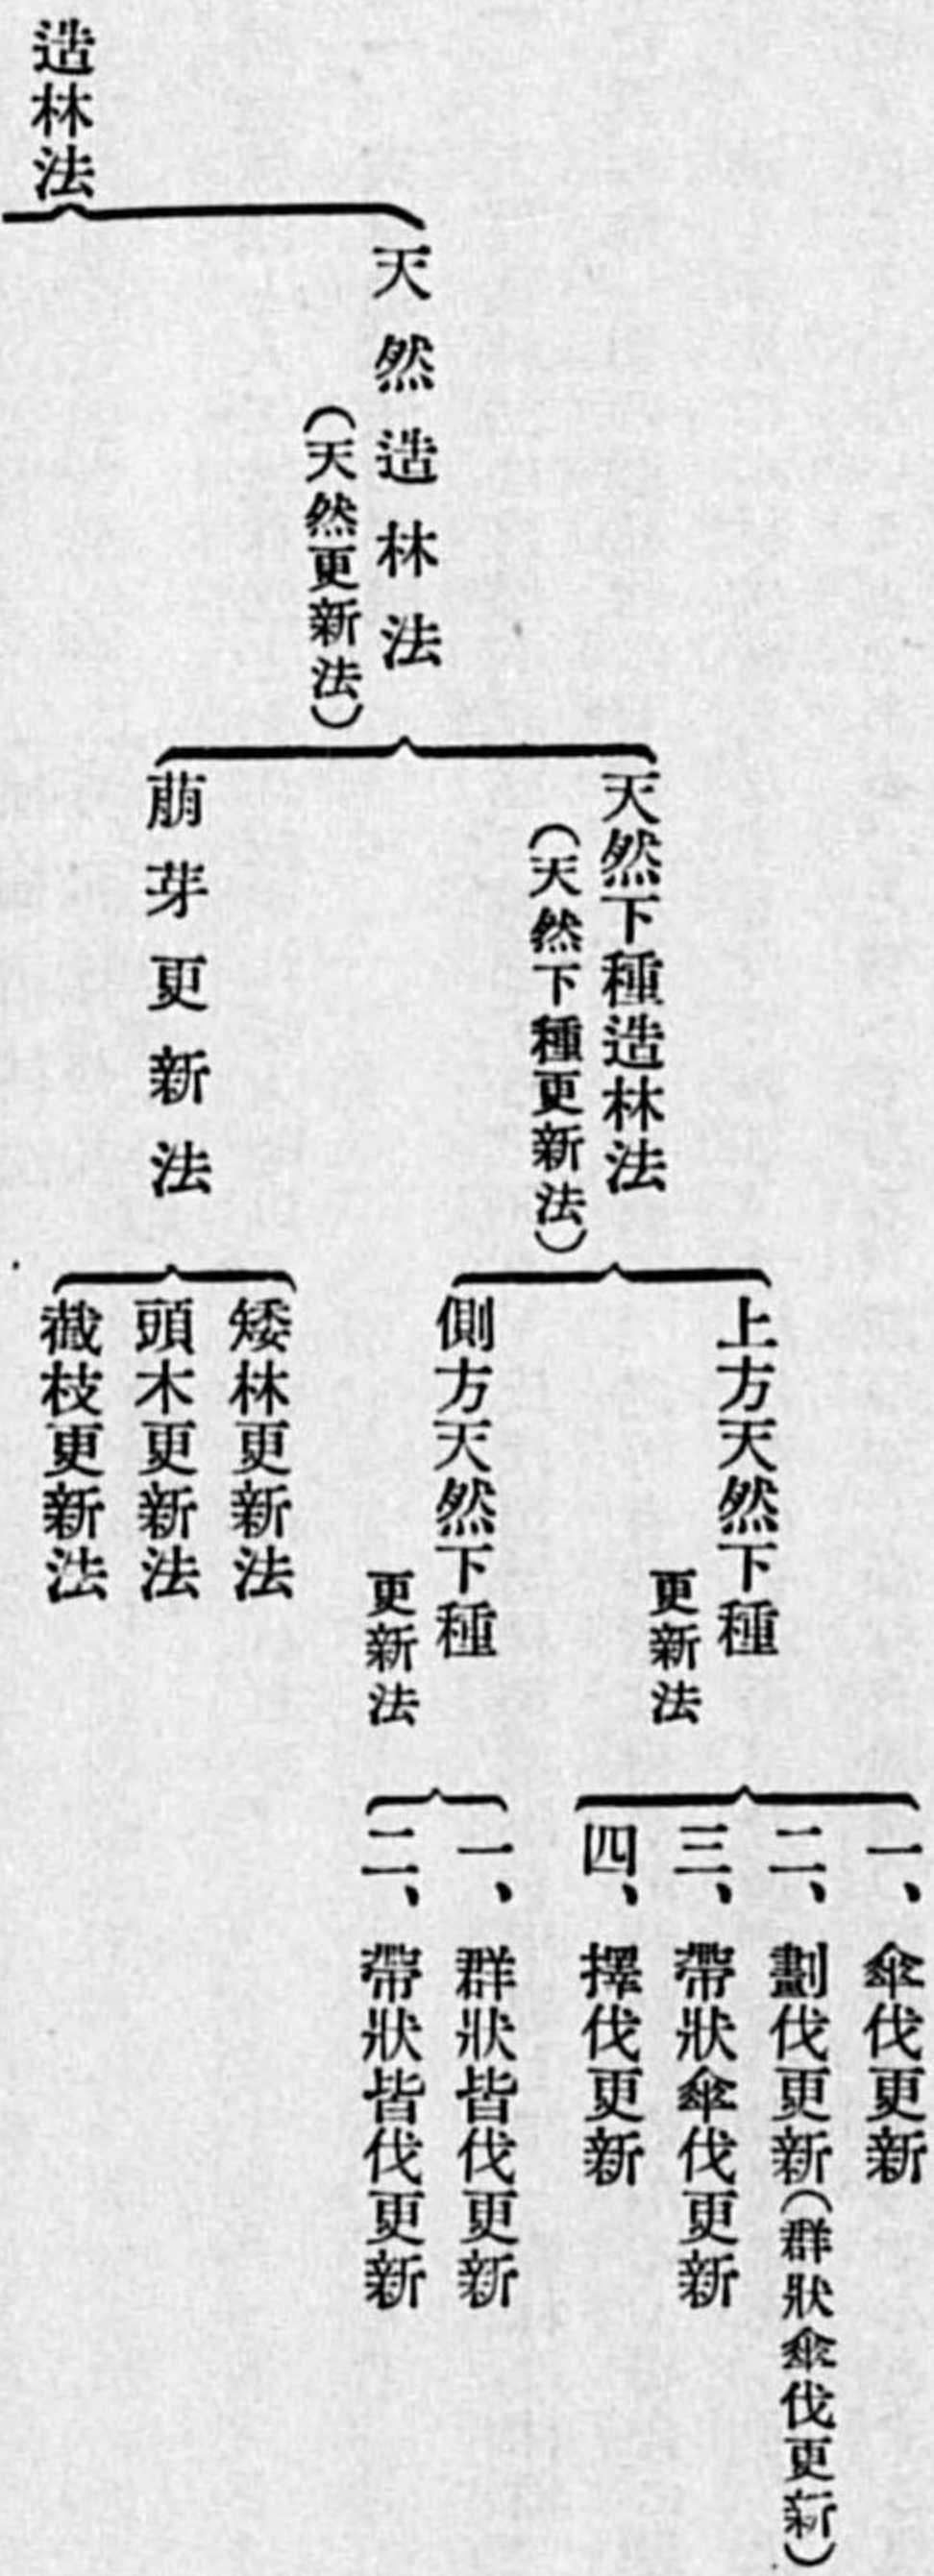 造林法
天然造林法
(天然更新法)
天然下種造林法
(天然下種更新法)
上方天然下種
更新法
一、傘伐更新
二、劃伐更新(群狀傘伐更新)
三、帶狀傘伐更新
四、擇伐更新
側方天然下種
更新法
一、群狀皆伐更新
二、帶狀皆伐更新
萠芽更新法
矮林更新法
頭木更新法
截枝更新法